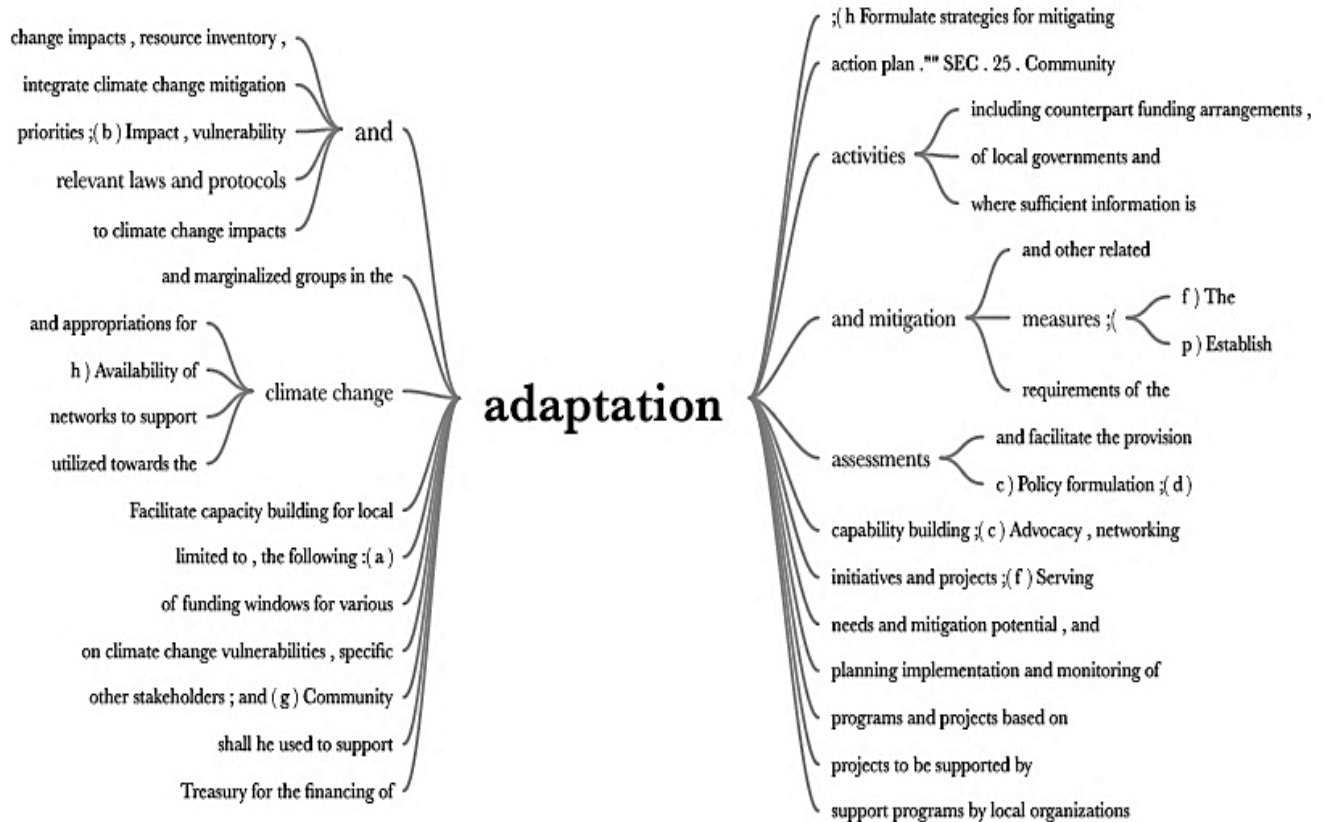 change impacts , resource inventory ,
integrate climate change mitigation
priorities ;( b ) Impact , vulnerability
relevant laws and protocols
to climate change impacts
and
and marginalized groups in the
and appropriations for
h ) Availability of
networks to support
utilized towards the
climate change
Facilitate capacity building for local
limited to , the following :( a )
of funding windows for various
on climate change vulnerabilities , specific
other stakeholders ; and ( g ) Community
shall he used to support
Treasury for the financing of
adaptation
;( h Formulate strategies for mitigating
action plan ."" SEC . 25 . Community
activities
including counterpart funding arrangements ,
of local governments and
where sufficient information is
and mitigation
and other related
measures ;(
f ) The
p ) Establish
requirements of the
assessments
and facilitate the provision
c ) Policy formulation ;( d )
capability building ;( c ) Advocacy , networking
initiatives and projects ;( f ) Serving
needs and mitigation potential , and
planning implementation and monitoring of
programs and projects based on
projects to be supported by
support programs by local organizations